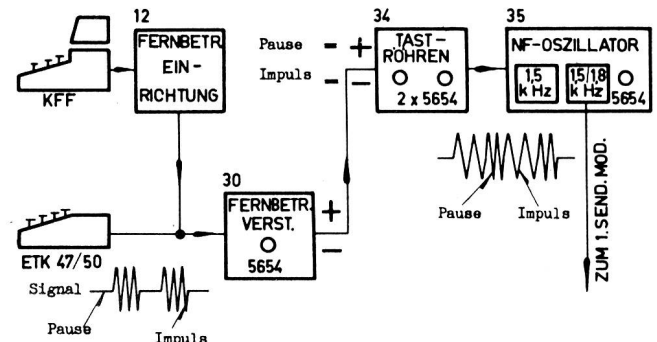 12
FERNBETR.
EIN-
RICHTUNG
KFF
34
TAST-
RÖHREN
2 x 5654
35
NF-OSZILLATOR
1,5
k Hz
1,5/1,8
k Hz
5654
Pause - +
Impuls - -
Pause
Impuls
ZUM 1. SEND. MOD.
30
FERNBETR.
VERST.
5654
+
-
ETK 47/50
Signal
Pause
Impuls